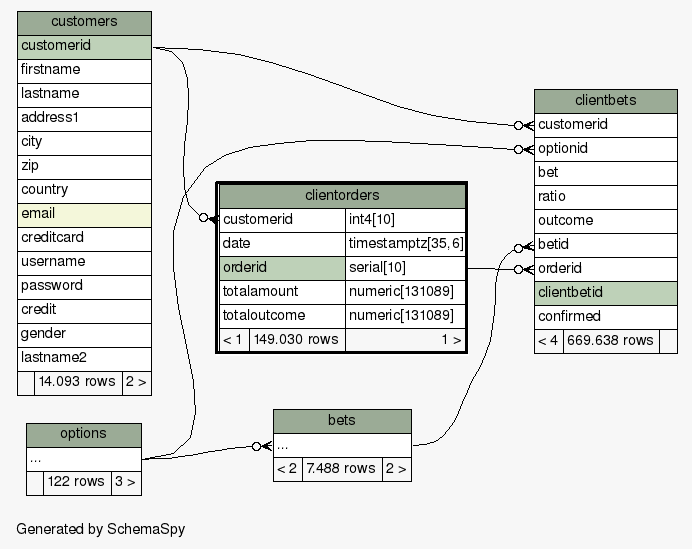 customers
customerid
firstname
lastname
address1
city
zip
country
email
creditcard
username
password
credit
gender
lastname2
14.093 rows 2 >
clientorders
customerid int4[10]
date timestamptz[35,6]
orderid serial[10]
totalamount numeric[131089]
totaloutcome numeric[131089]
< 1 149.030 rows 1 >
clientbets
customerid
optionid
bet
ratio
outcome
betid
orderid
clientbetid
confirmed
< 4 669.638 rows
options
...
122 rows 3 >
bets
...
< 2 7.488 rows 2 >
Generated by SchemaSpy